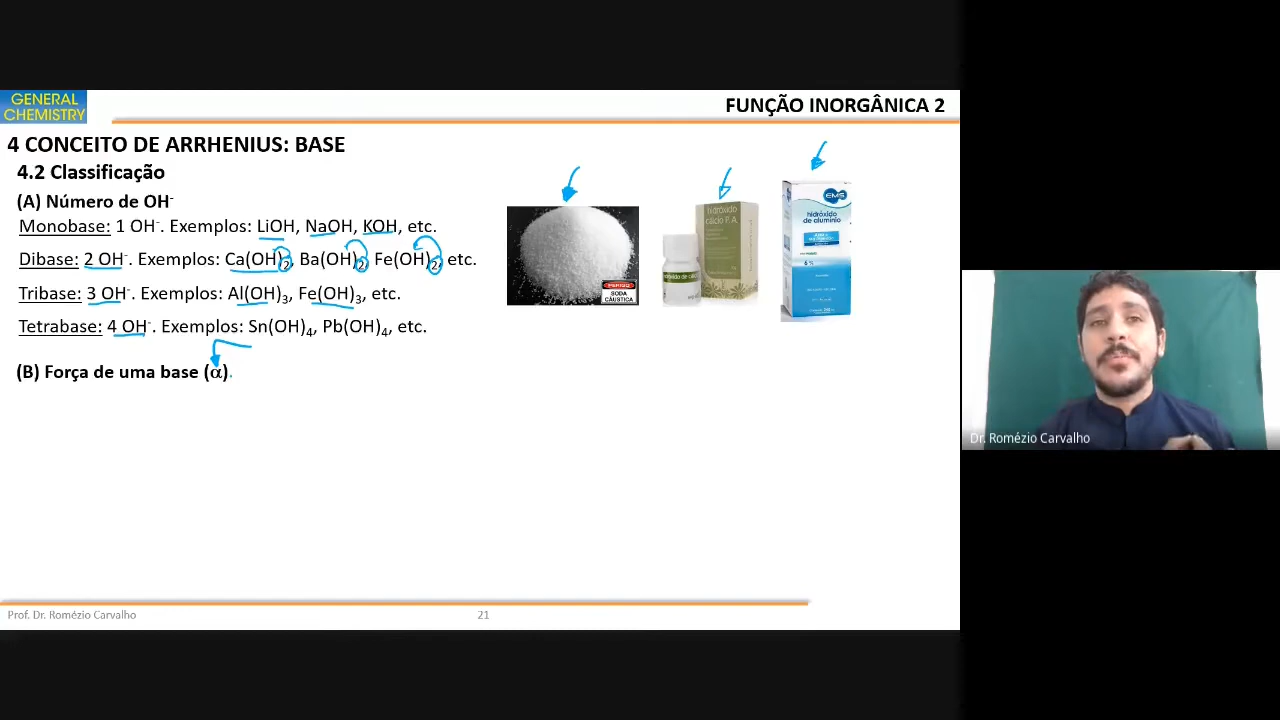 GENERAL
CHEMISTRY
FUNÇÃO INORGÂNICA 2
4 CONCEITO DE ARRHENIUS: BASE
4.2 Classificação
(A) Número de OH⁻
Monobase: 1 OH⁻. Exemplos: LiOH, NaOH, KOH, etc.
Dibase: 2 OH⁻. Exemplos: Ca(OH)₂, Ba(OH)₂, Fe(OH)₂, etc.
Tribase: 3 OH⁻. Exemplos: Al(OH)₃, Fe(OH)₃, etc.
Tetrabase: 4 OH⁻. Exemplos: Sn(OH)₄, Pb(OH)₄, etc.
(B) Força de uma base (α).
PERIGO
SODA
CÁUSTICA
hidróxido
cálcio P.A.
EMS
hidróxido
de alumínio
6 %
Dr. Romézio Carvalho
Prof. Dr. Romézio Carvalho
21